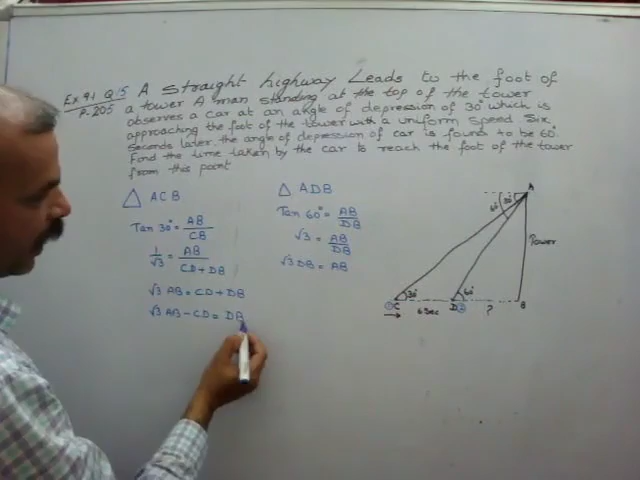 Ex 9.1 Q 15
P. 205
A straight highway Leads to the foot of
a tower A man standing at the top of the tower
observes a car at an angle of depression of 30° which is
approaching the foot of the tower with a uniform speed Six
Seconds later the angle of depression of car is found to be 60°.
Find the time taken by the car to reach the foot of the tower
from this point
△ ACB
Tan 30° = AB/CB
1/√3 = AB/CD+DB
√3 AB = CD + DB
√3 AB - CD = DB
△ ADB
Tan 60° = AB/DB
√3 = AB/DB
√3 DB = AB
A
60° 30°
Power
30° 60°
① C D ② B
6 Sec ?